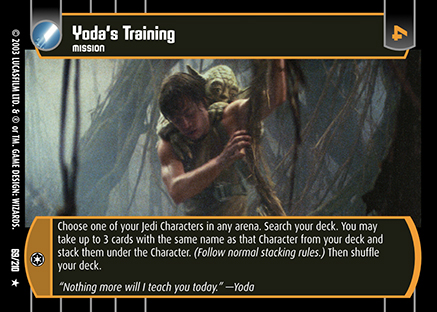 Yoda's Training
MISSION
4
Choose one of your Jedi Characters in any arena. Search your deck. You may
take up to 3 cards with the same name as that Character from your deck and
stack them under the Character. (Follow normal stacking rules.) Then shuffle
your deck.
“Nothing more will I teach you today.” —Yoda
© 2003 LUCASFILM LTD. & ® or TM. GAME DESIGN: WIZARDS.
69/210